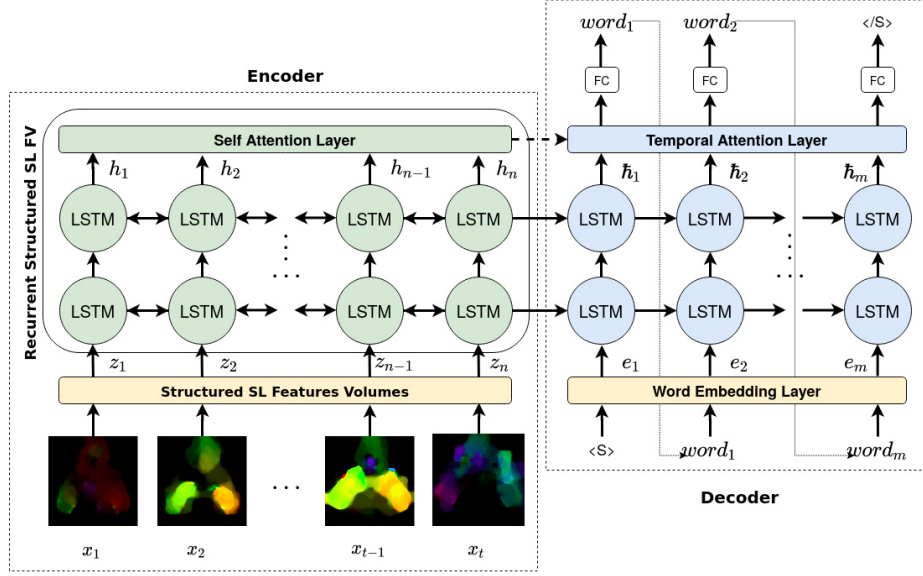 Encoder
Recurrent Structured SL FV
Self Attention Layer
h₁ h₂ hₙ₋₁ hₙ
LSTM LSTM ... LSTM LSTM
LSTM LSTM ... LSTM LSTM
z₁ z₂ zₙ₋₁ zₙ
Structured SL Features Volumes
...
x₁ x₂ xₜ₋₁ xₜ
word₁ word₂ </S>
FC FC FC
Temporal Attention Layer
ħ₁ ħ₂ ħₘ
LSTM LSTM ... LSTM
LSTM LSTM ... LSTM
e₁ e₂ eₘ
Word Embedding Layer
<S> word₁ wordₘ
Decoder